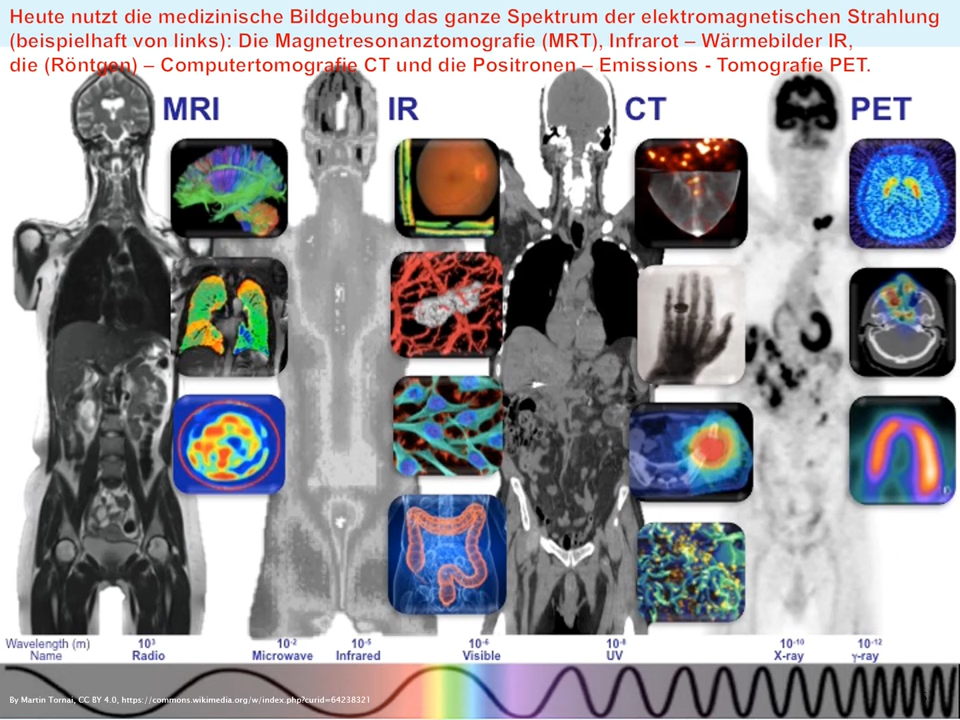 Heute nutzt die medizinische Bildgebung das ganze Spektrum der elektromagnetischen Strahlung
(beispielhaft von links): Die Magnetresonanztomografie (MRT), Infrarot – Wärmebilder IR,
die (Röntgen) – Computertomografie CT und die Positronen – Emissions - Tomografie PET.
MRI IR CT PET
Wavelength (m) 10³ 10⁻² 10⁻⁵ 10⁻⁶ 10⁻⁸ 10⁻¹⁰ 10⁻¹²
Name Radio Microwave Infrared Visible UV X-ray γ-ray
By Martin Tornai, CC BY 4.0, https://commons.wikimedia.org/w/index.php?curid=64238321